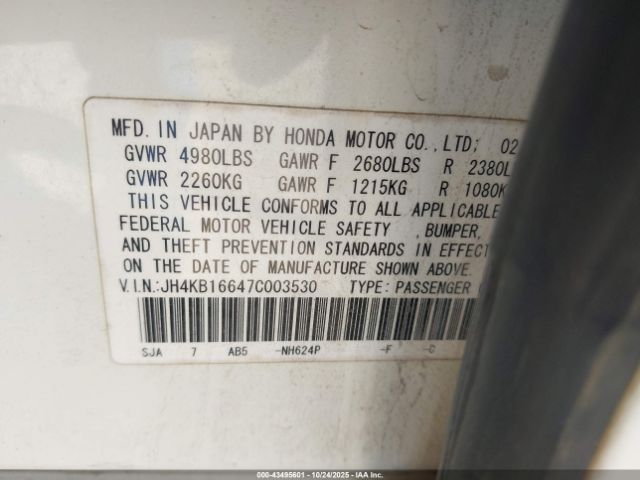 MFD. IN JAPAN BY HONDA MOTOR CO.,LTD; 02
GVWR 4980LBS GAWR F 2680LBS R 2380L
GVWR 2260KG GAWR F 1215KG R 1080K
THIS VEHICLE CONFORMS TO ALL APPLICABLE
FEDERAL MOTOR VEHICLE SAFETY ,BUMPER,
AND THEFT PREVENTION STANDARDS IN EFFECT
ON THE DATE OF MANUFACTURE SHOWN ABOVE.
V.I.N:JH4KB16647C003530 TYPE: PASSENGER
SJA 7 AB5 -NH624P -F -C
000-43495601 - 10/24/2025 - IAA Inc.